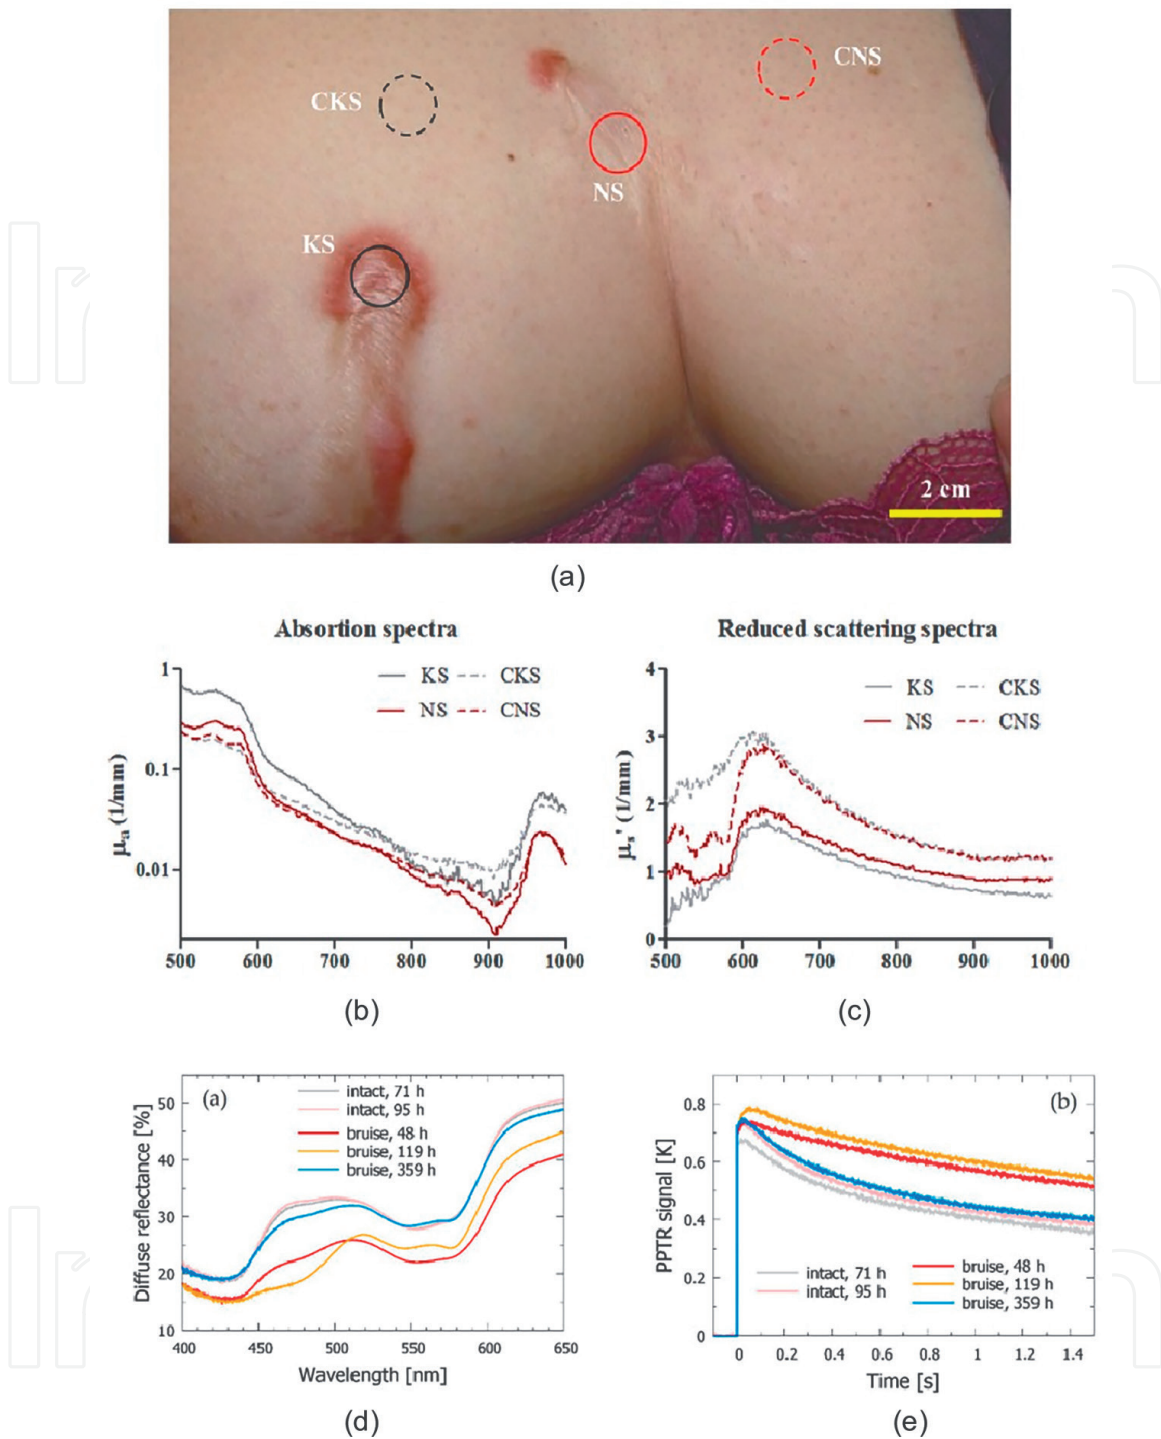 CKS
CNS
NS
KS
2 cm
(a)
Absortion spectra
KS CKS
NS CNS
1
0.1
0.01
μa (1/mm)
500 600 700 800 900 1000
(b)
Reduced scattering spectra
KS CKS
NS CNS
4
3
2
1
0
μs' (1/mm)
500 600 700 800 900 1000
(c)
(a)
intact, 71 h
intact, 95 h
bruise, 48 h
bruise, 119 h
bruise, 359 h
50
40
30
20
10
Diffuse reflectance [%]
400 450 500 550 600 650
Wavelength [nm]
(d)
(b)
0.8
0.6
0.4
0.2
0
PPTR signal [K]
intact, 71 h
intact, 95 h
bruise, 48 h
bruise, 119 h
bruise, 359 h
0 0.2 0.4 0.6 0.8 1 1.2 1.4
Time [s]
(e)